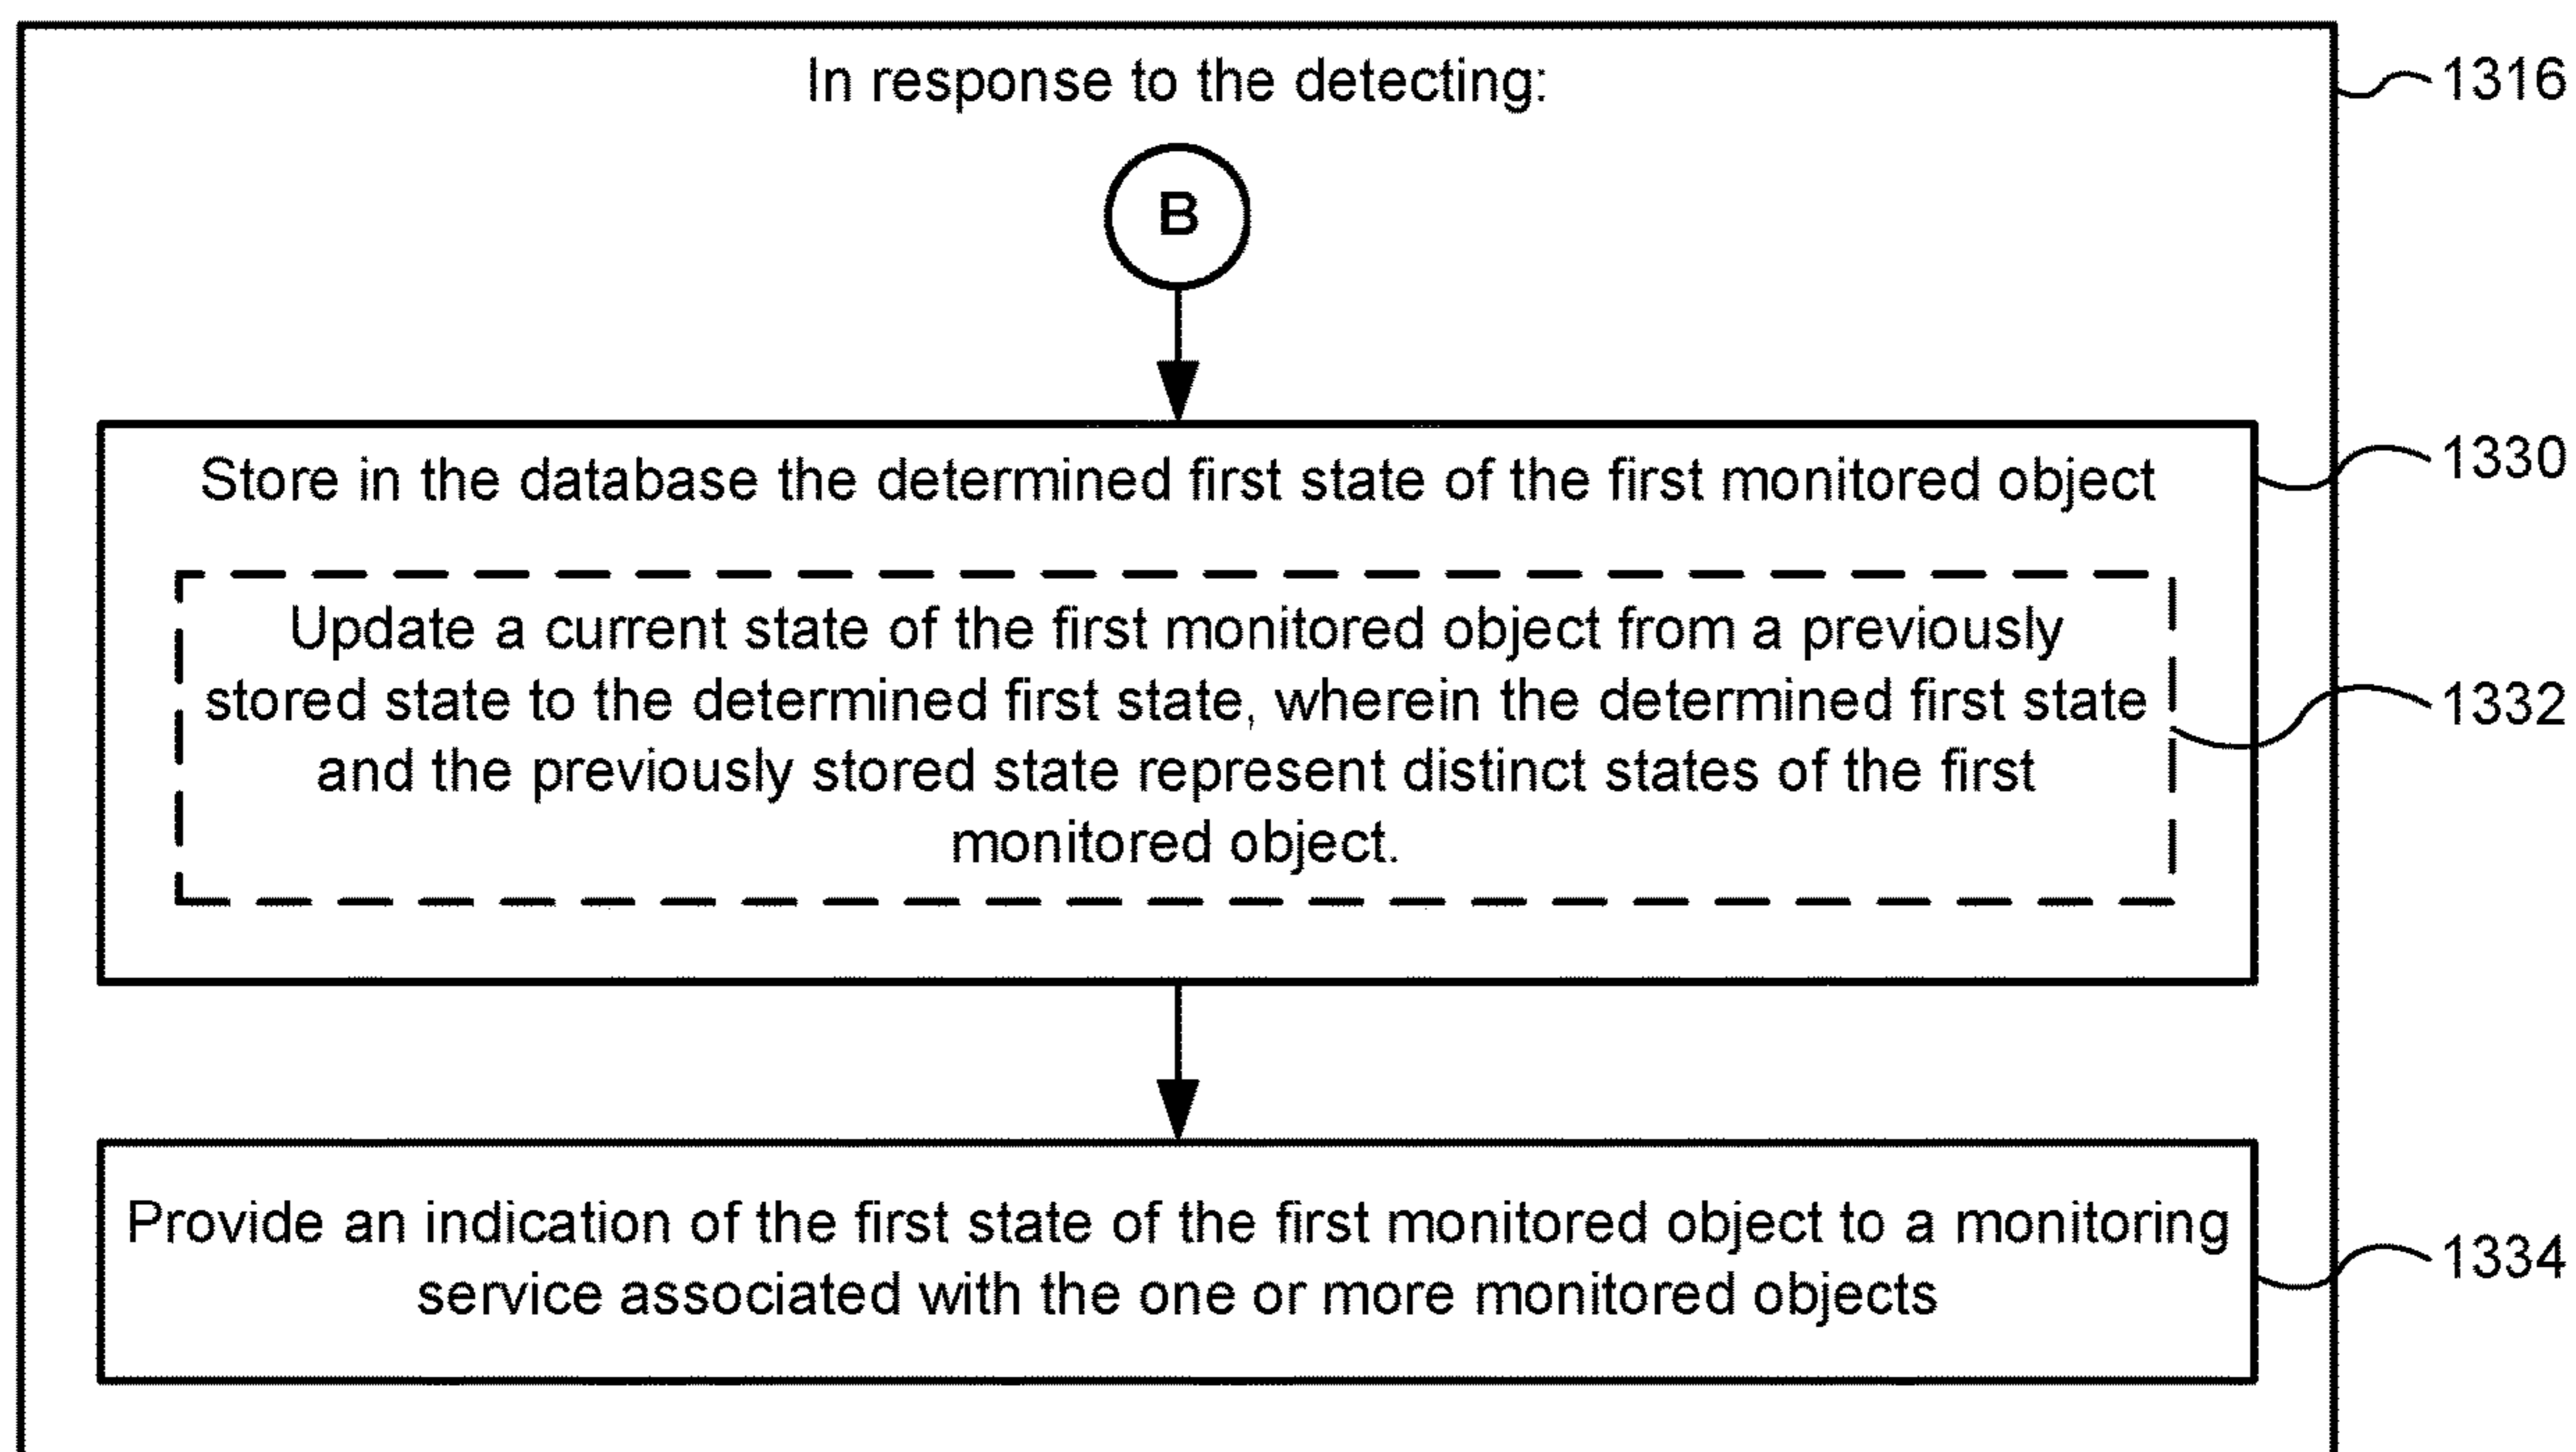 In response to the detecting:
1316
B
Store in the database the determined first state of the first monitored object
1330
Update a current state of the first monitored object from a previously
stored state to the determined first state, wherein the determined first state
and the previously stored state represent distinct states of the first
monitored object.
1332
Provide an indication of the first state of the first monitored object to a monitoring
service associated with the one or more monitored objects
1334